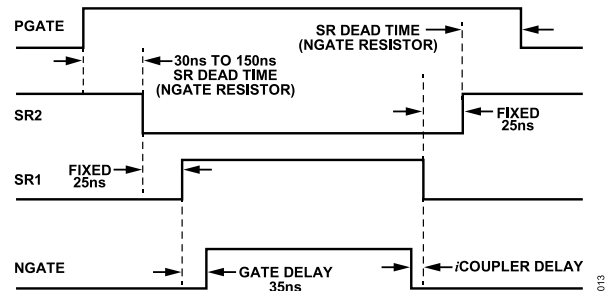 PGATE
SR DEAD TIME
(NGATE RESISTOR)
30ns TO 150ns
SR DEAD TIME
(NGATE RESISTOR)
SR2
FIXED
25ns
FIXED
25ns
SR1
NGATE
GATE DELAY
35ns
iCOUPLER DELAY
013